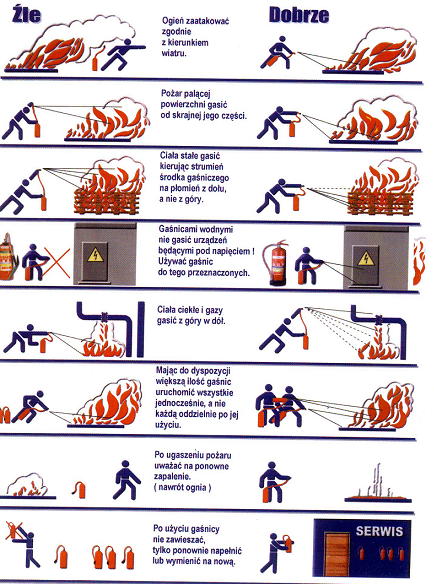 Źle
Dobrze
Ogień zaatakować
zgodnie
z kierunkiem
wiatru.
Pożar palącej
powierzchni gasić
od skrajnej jego części.
Ciała stałe gasić
kierując strumień
środka gaśniczego
na płomień z dołu,
a nie z góry.
Gaśnicami wodnymi
nie gasić urządzeń
będącymi pod napięciem !
Używać gaśnic
do tego przeznaczonych.
Ciała ciekłe i gazy
gasić z góry w dół.
Mając do dyspozycji
większą ilość gaśnic
uruchomić wszystkie
jednocześnie, a nie
każdą oddzielnie po jej
użyciu.
Po ugaszeniu pożaru
uważać na ponowne
zapalenie.
( nawrót ognia )
Po użyciu gaśnicy
nie zawieszać,
tylko ponownie napełnić
lub wymienić na nową.
SERWIS